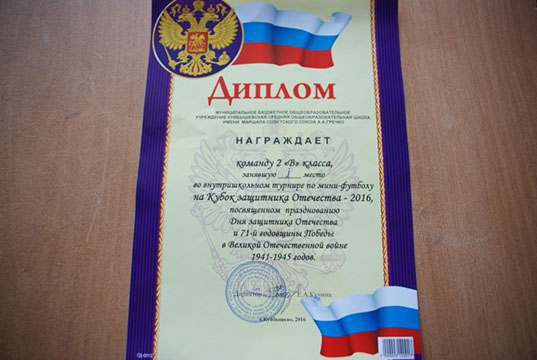 Диплом
МУНИЦИПАЛЬНОЕ БЮДЖЕТНОЕ ОБЩЕОБРАЗОВАТЕЛЬНОЕ
УЧРЕЖДЕНИЕ КУЙБЫШЕВСКАЯ СРЕДНЯЯ ОБЩЕОБРАЗОВАТЕЛЬНАЯ ШКОЛА
ИМЕНИ МАРШАЛА СОВЕТСКОГО СОЮЗА А.А.ГРЕЧКО
НАГРАЖДАЕТ
команду 2 «В» класса,
занявшую 1 место
во внутришкольном турнире по мини-футболу
на Кубок защитника Отечества - 2016,
посвященном празднованию
Дня защитника Отечества
и 71-й годовщины Победы
в Великой Отечественной войне
1941-1945 годов.
Директор Е.А.Кучина
с.Куйбышево, 2016